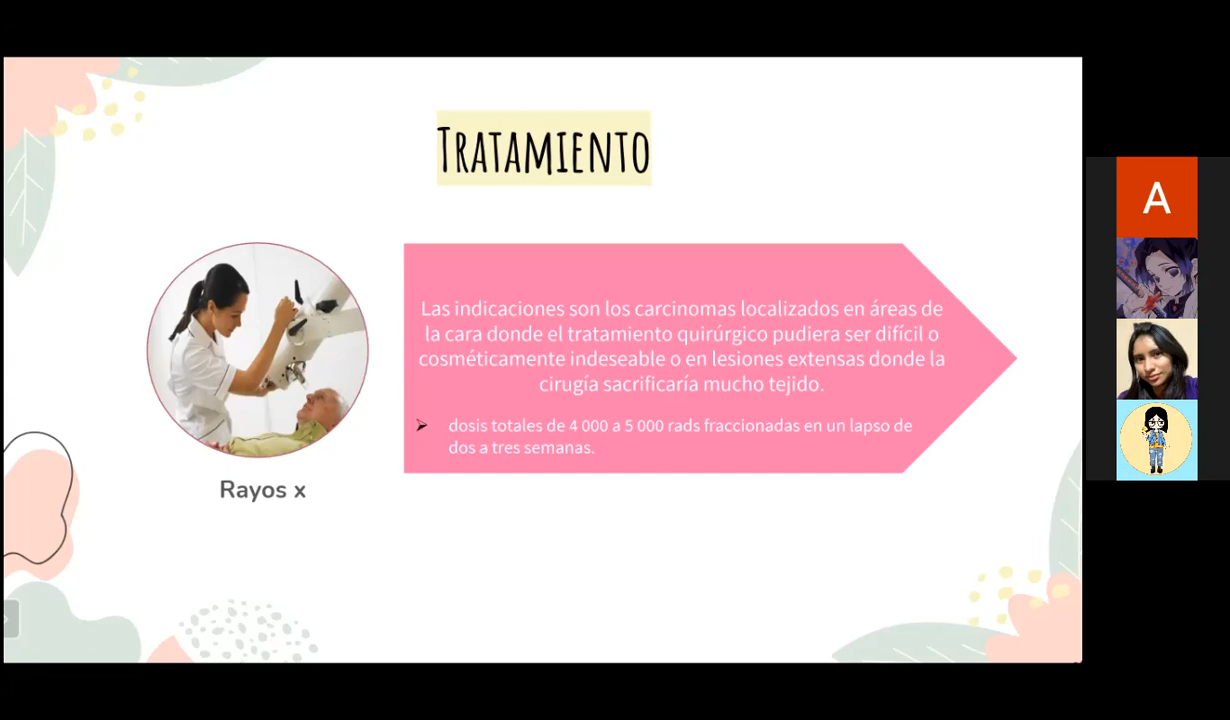 TRATAMIENTO
A
Las indicaciones son los carcinomas localizados en áreas de
la cara donde el tratamiento quirúrgico pudiera ser difícil o
cosméticamente indeseable o en lesiones extensas donde la
cirugía sacrificaría mucho tejido.
dosis totales de 4 000 a 5 000 rads fraccionadas en un lapso de
dos a tres semanas.
Rayos x